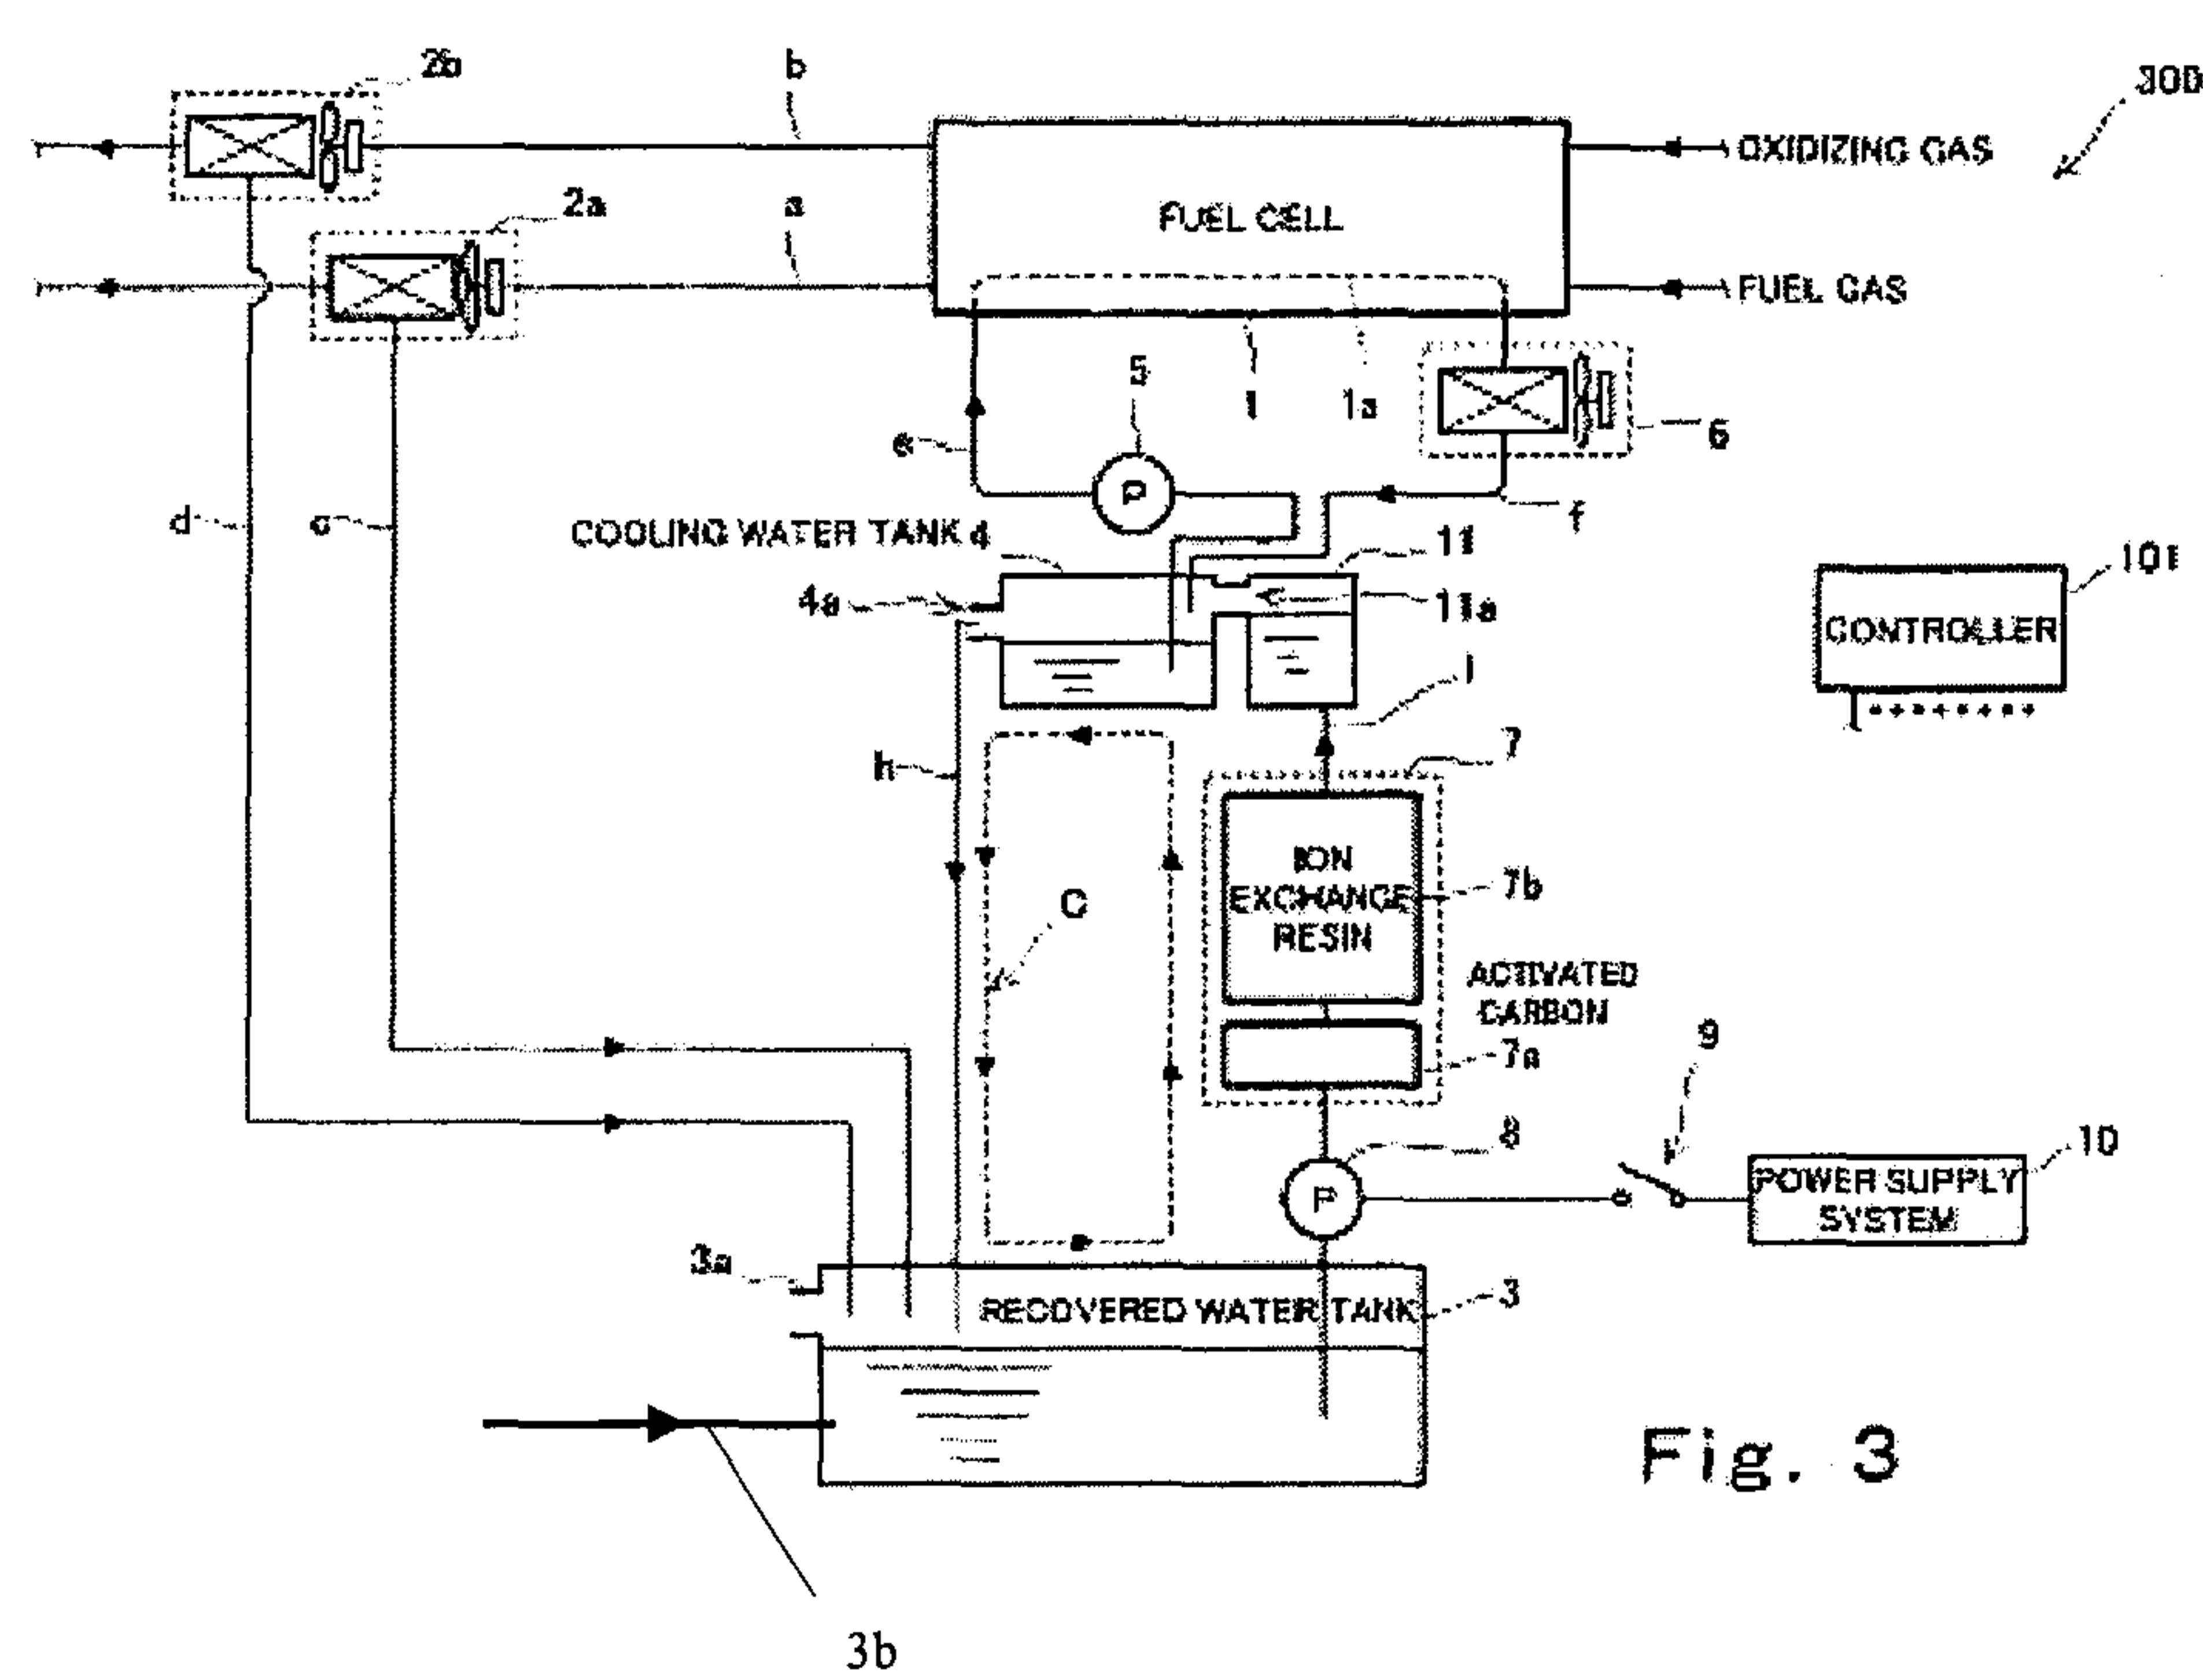 2b
b
300
OXIDIZING GAS
2a
a
FUEL CELL
FUEL GAS
5
1
1a
6
e
P
d
c
COOLING WATER TANK 4
11
f
101
4a
11a
CONTROLLER
i
h
7
ION
EXCHANGE
RESIN
7b
C
ACTIVATED
CARBON
7a
9
8
10
P
POWER SUPPLY
SYSTEM
3a
RECOVERED WATER TANK
3
Fig. 3
3b